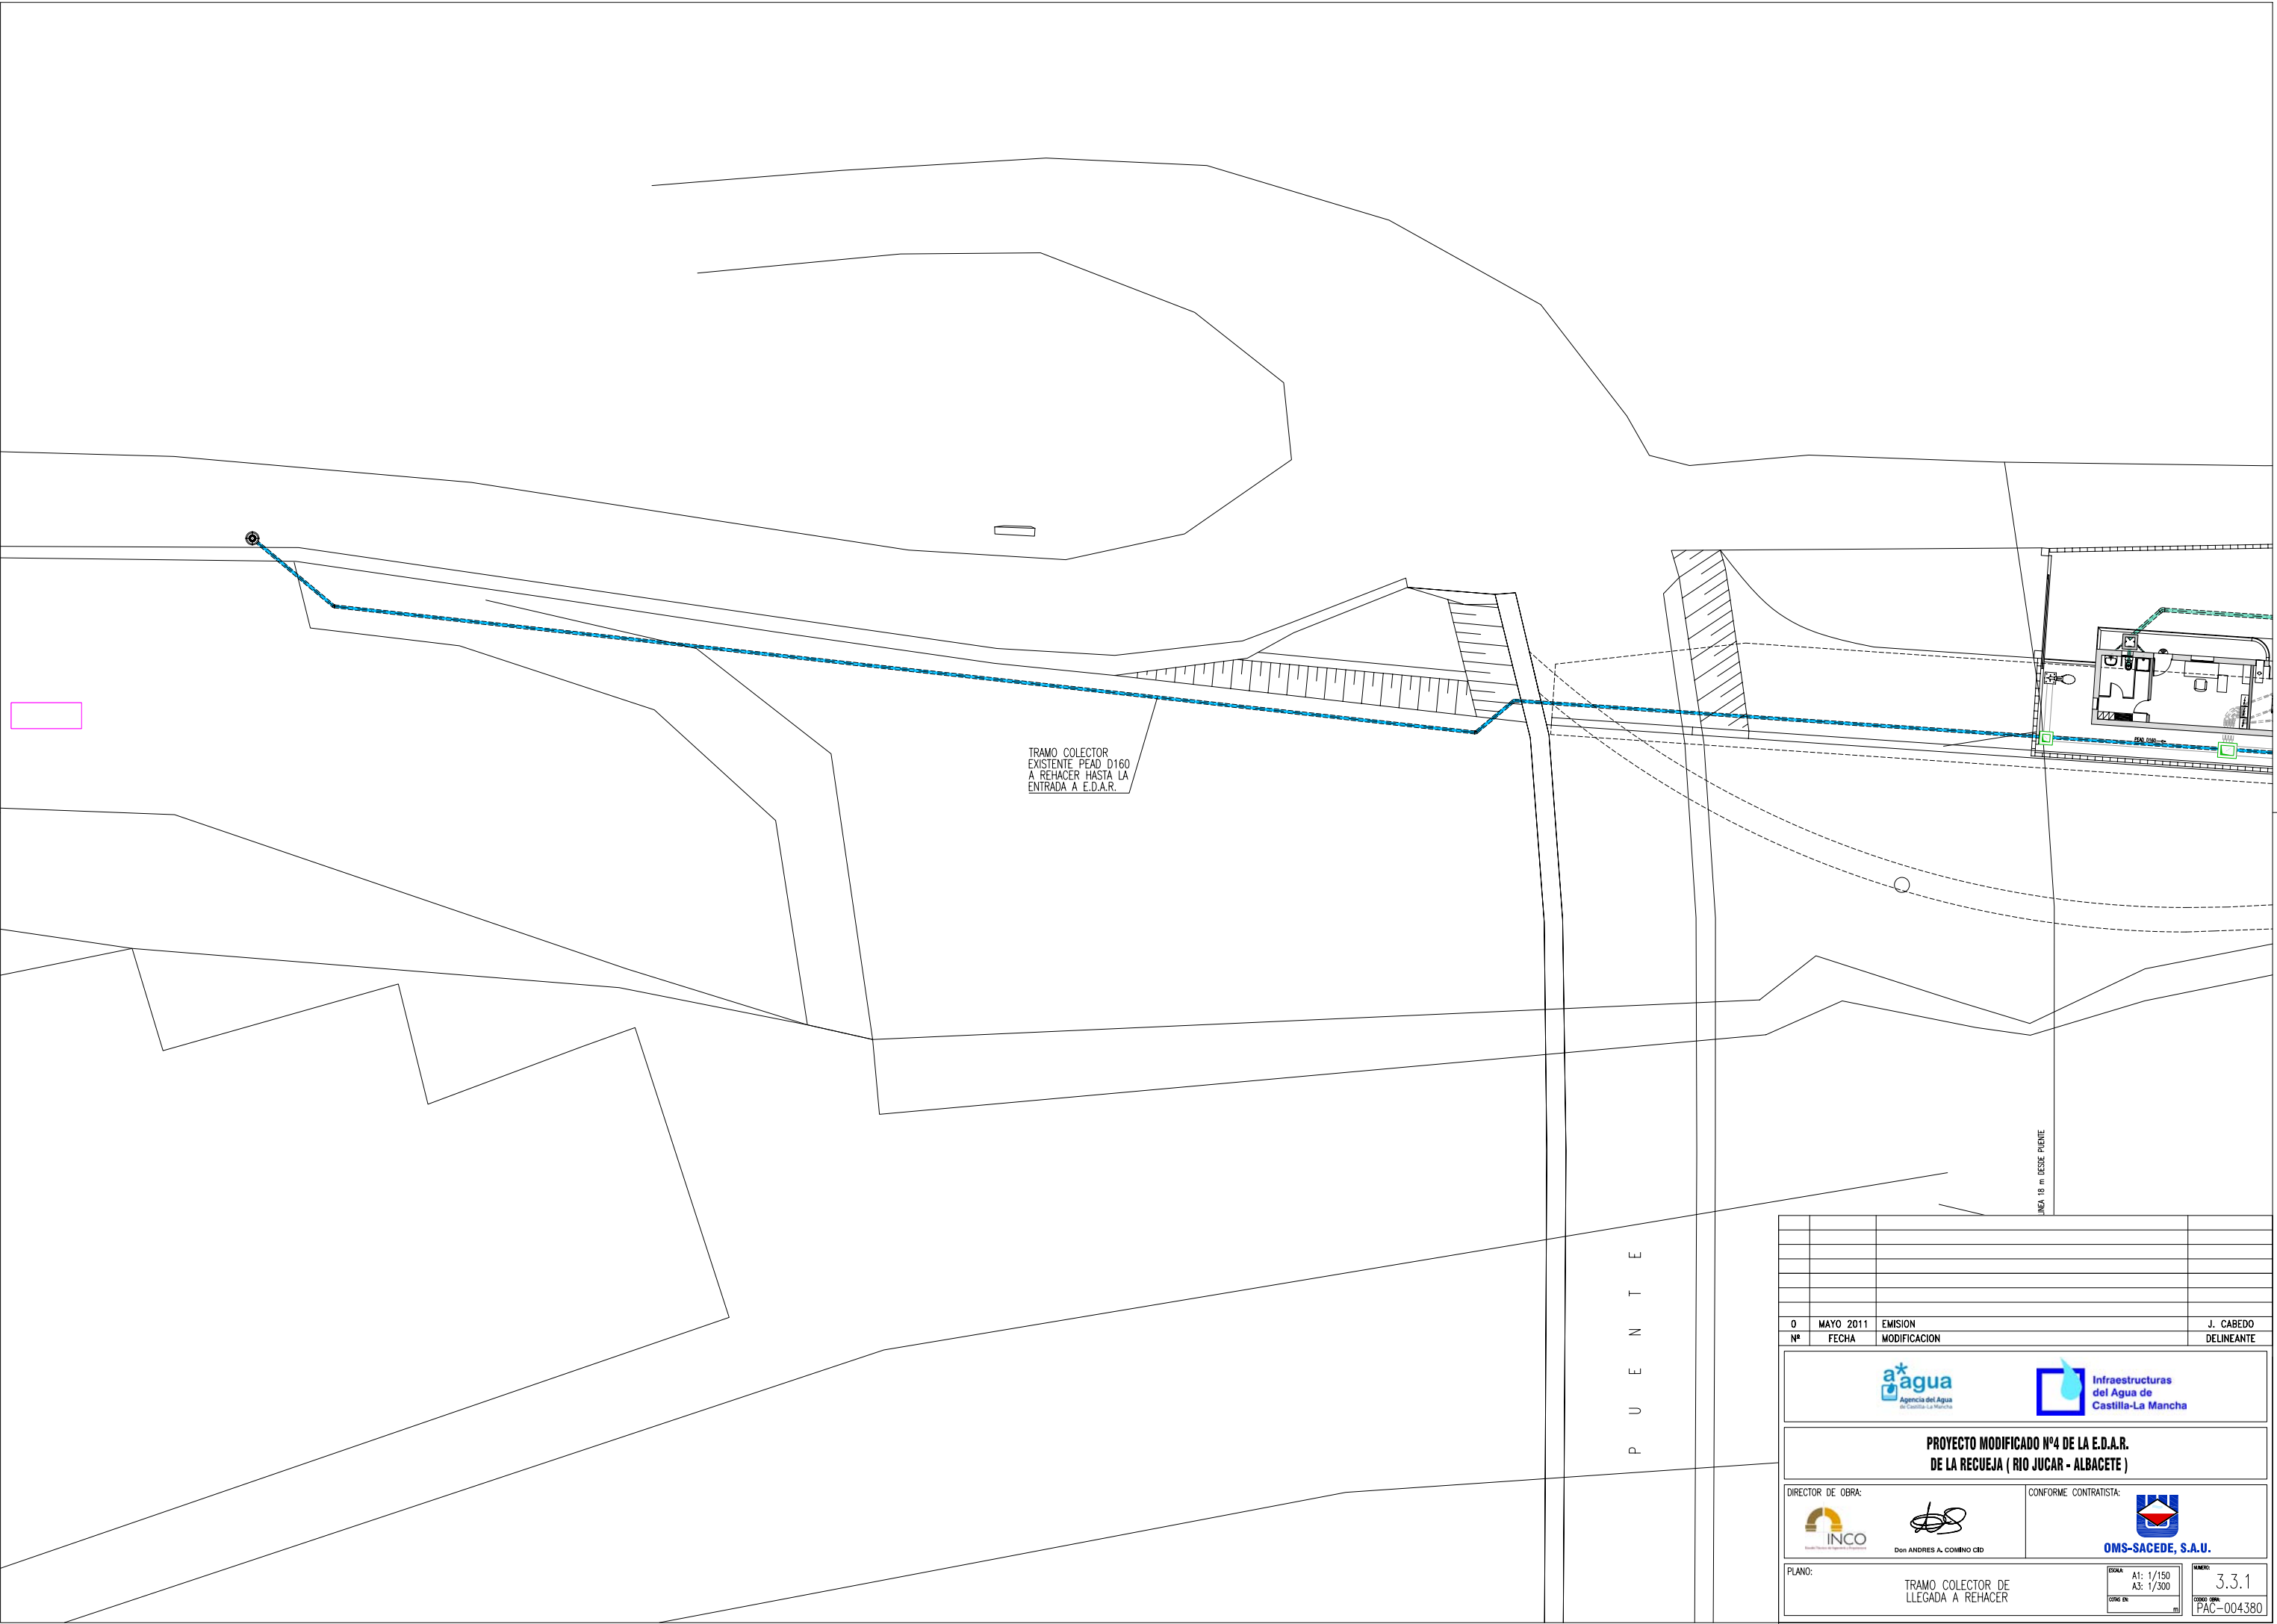 TRAMO COLECTOR
EXISTENTE PEAD D160
A REHACER HASTA LA
ENTRADA A E.D.A.R.
PEAD D160
LINEA 18 m DESDE PUENTE
PUENTE
0 MAYO 2011 EMISION J. CABEDO
Nº FECHA MODIFICACION DELINEANTE
a*agua
Agencia del Agua
de Castilla-La Mancha
Infraestructuras
del Agua de
Castilla-La Mancha
PROYECTO MODIFICADO Nº4 DE LA E.D.A.R.
DE LA RECUEJA ( RIO JUCAR - ALBACETE )
DIRECTOR DE OBRA:
INCO
Don ANDRES A. COMINO CID
CONFORME CONTRATISTA:
OMS-SACEDE, S.A.U.
PLANO:
TRAMO COLECTOR DE
LLEGADA A REHACER
ESCALA
A1: 1/150
A3: 1/300
COTAS EN:
m
NUMERO:
3.3.1
CODIGO OBRA:
PAC-004380